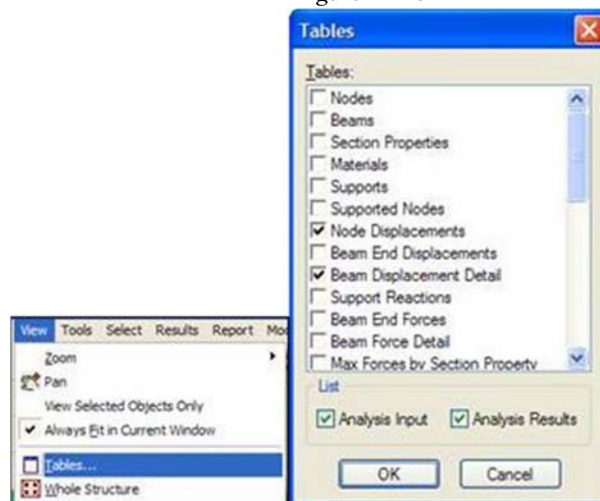 Tables
Tables:
Nodes
Beams
Section Properties
Materials
Supports
Supported Nodes
Node Displacements
Beam End Displacements
Beam Displacement Detail
Support Reactions
Beam End Forces
Beam Force Detail
Max Forces by Section Property
List
Analysis Input Analysis Results
OK Cancel
View Tools Select Results Report
Zoom
Pan
View Selected Objects Only
Always Fit in Current Window
Tables...
Whole Structure